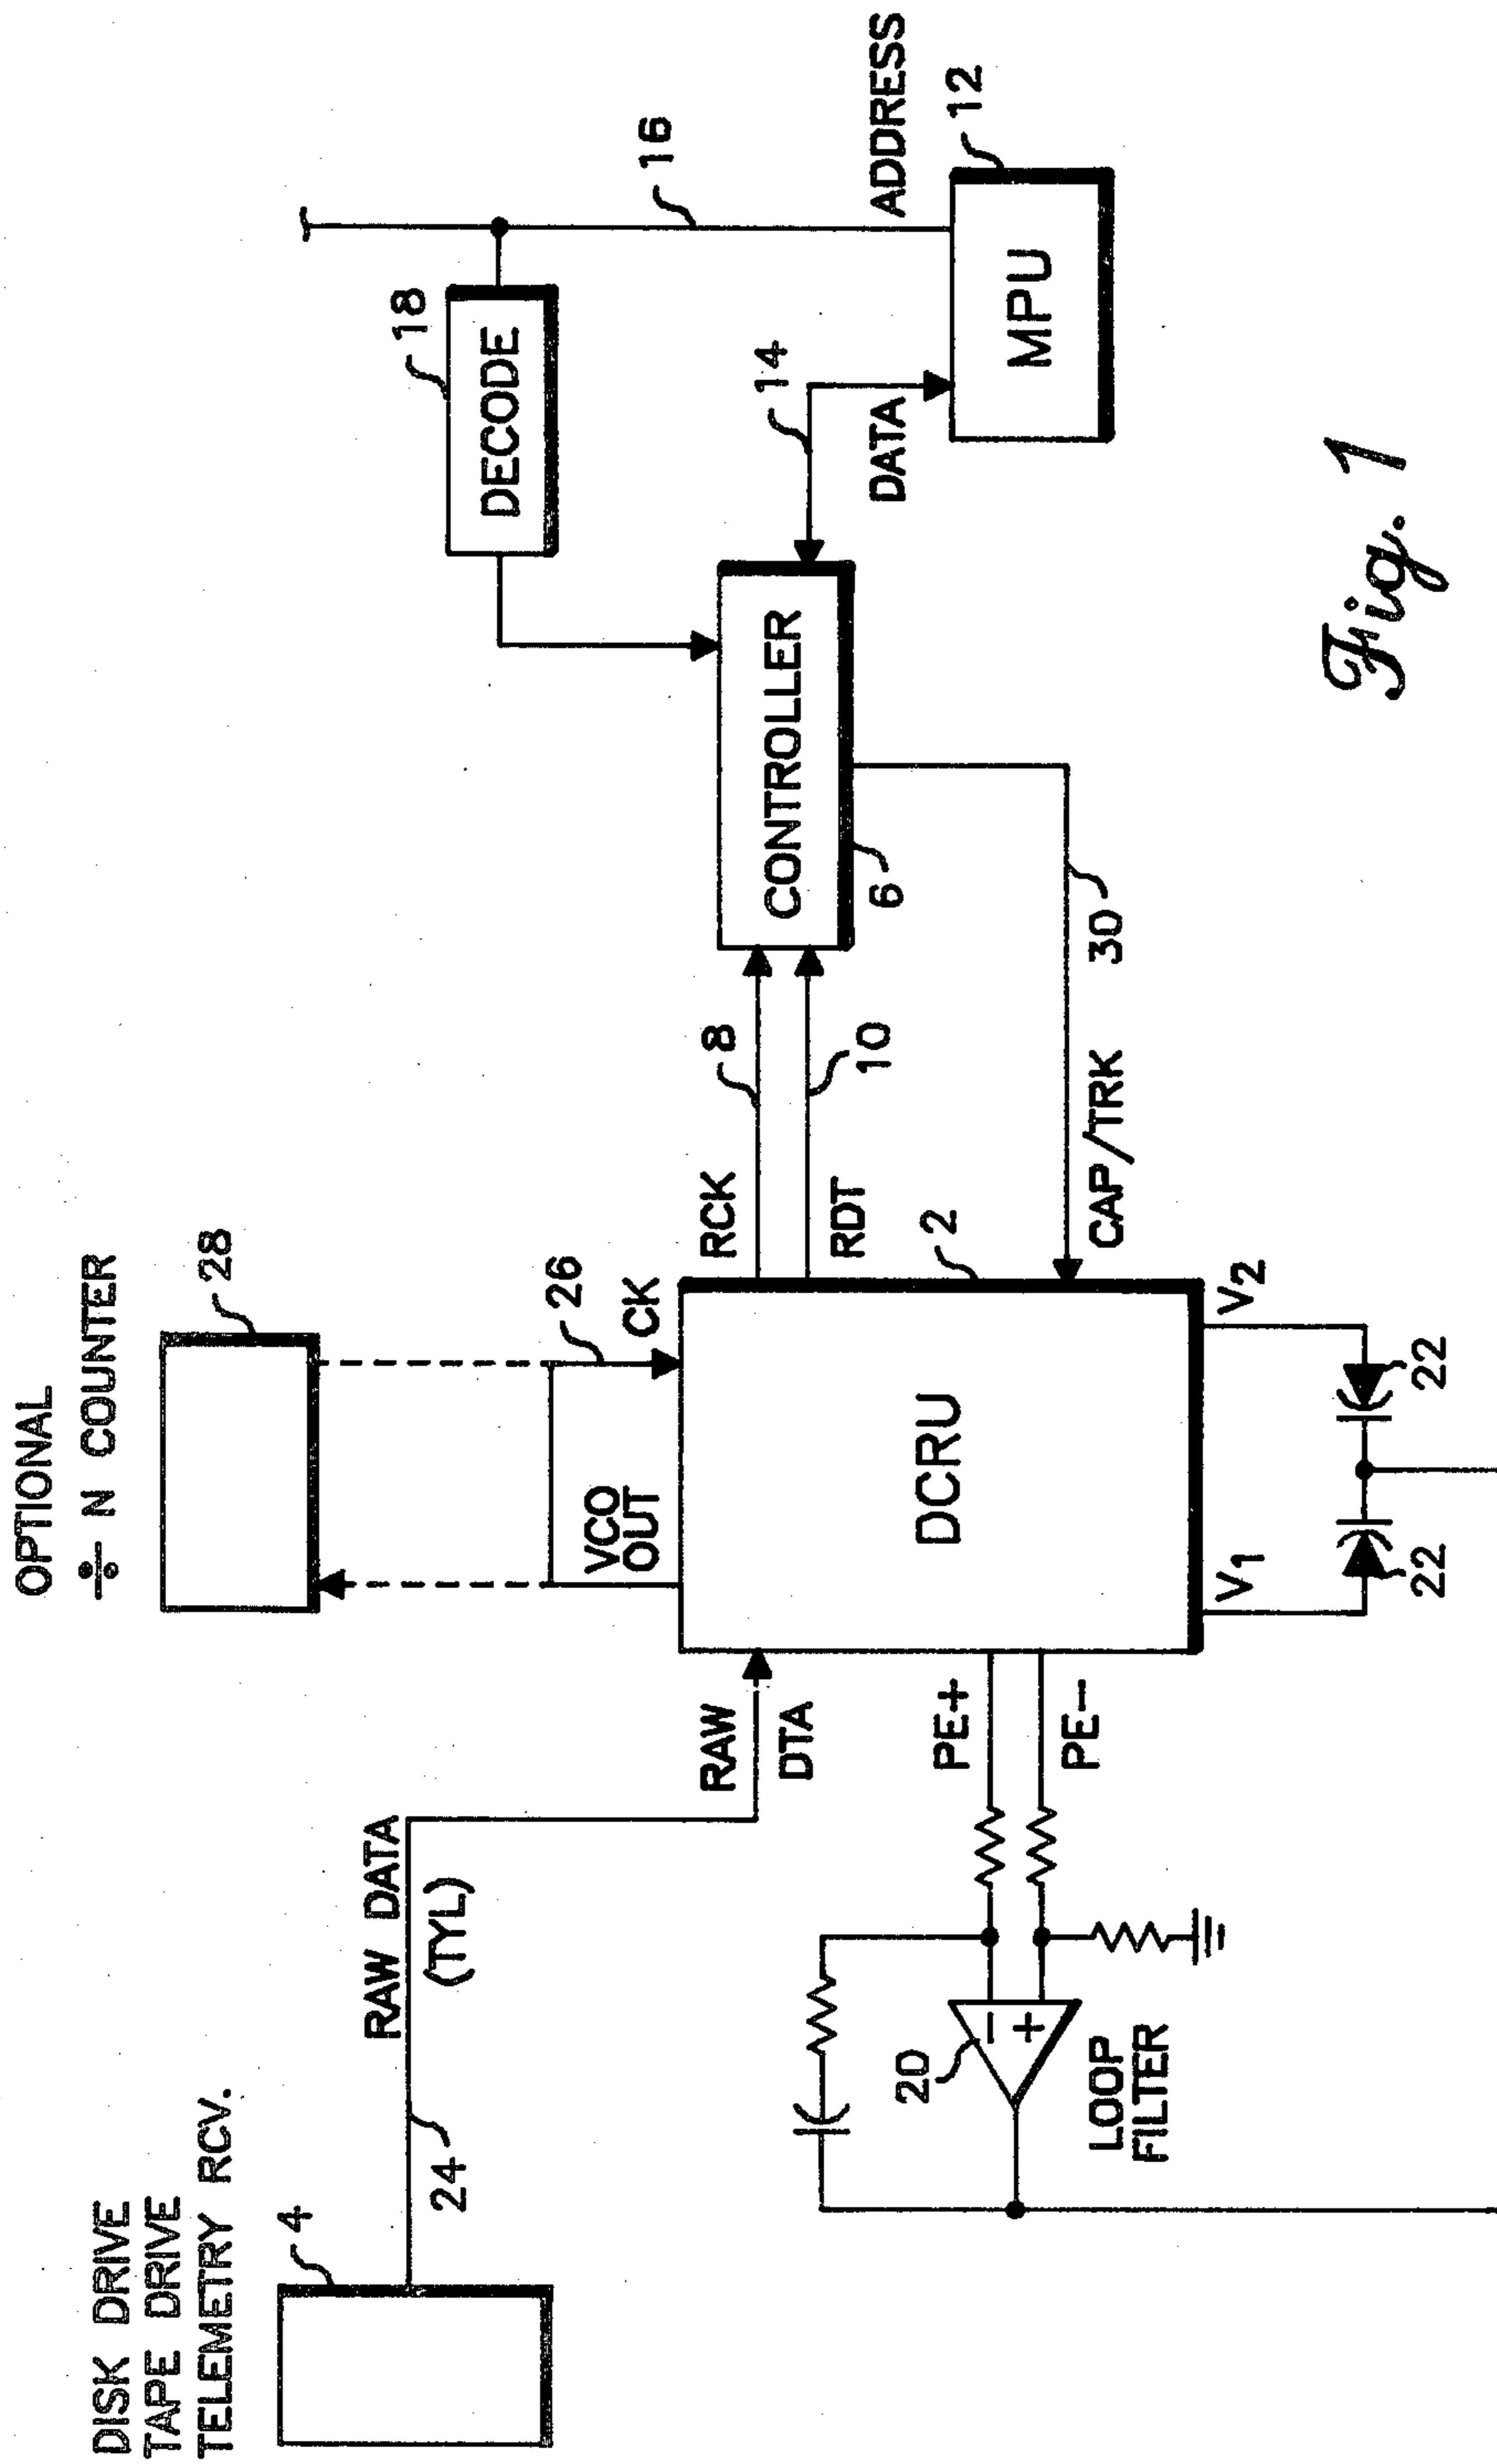 DISK DRIVE
TAPE DRIVE
TELEMETRY RCV.
4
24
RAW DATA
(TYL)
RAW
DTA
OPTIONAL
÷ N COUNTER
28
26
VCO
OUT
CK
DCRU
2
RCK
8
RDT
10
CAP/TRK
30
CONTROLLER
6
DECODE
18
16
14
DATA
ADDRESS
MPU
12
PE+
PE-
20
- +
LOOP
FILTER
V1
V2
22
22
Fig. 1